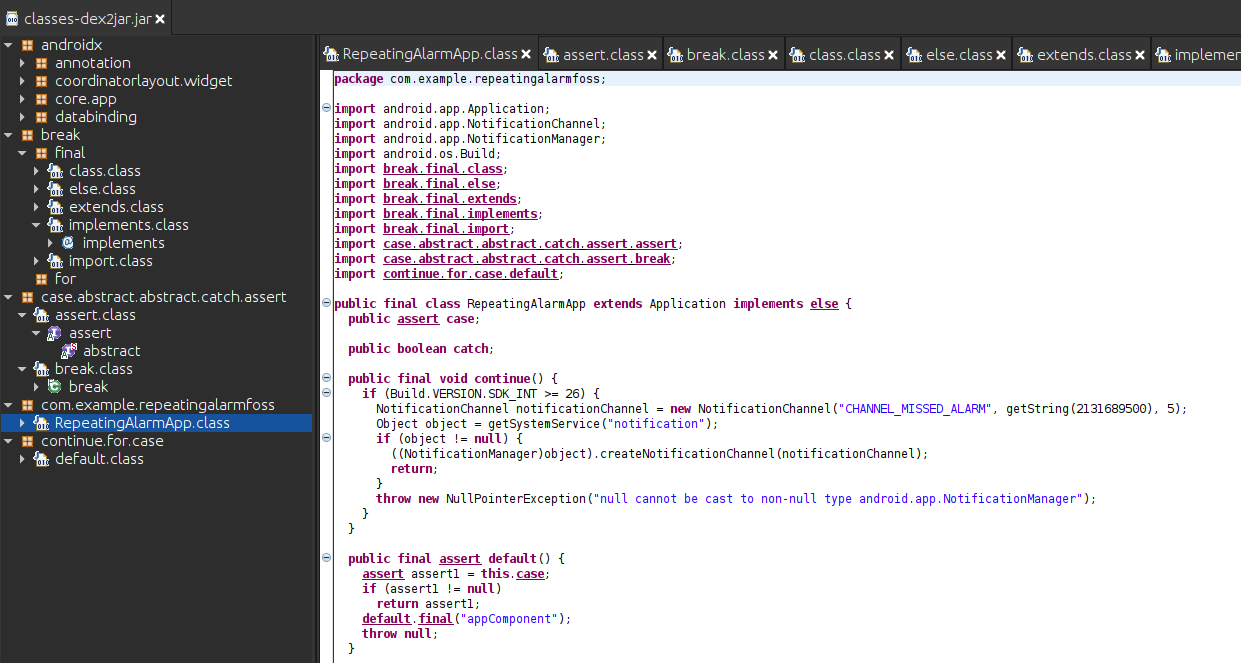 classes-dex2jar.jar
androidx
annotation
coordinatorlayout.widget
core.app
databinding
break
final
class.class
else.class
extends.class
implements.class
implements
import.class
for
case.abstract.abstract.catch.assert
assert.class
assert
abstract
break.class
break
com.example.repeatingalarmfoss
RepeatingAlarmApp.class
continue.for.case
default.class
RepeatingAlarmApp.class assert.class break.class class.class else.class extends.class implemen
package com.example.repeatingalarmfoss;
import android.app.Application;
import android.app.NotificationChannel;
import android.app.NotificationManager;
import android.os.Build;
import break.final.class;
import break.final.else;
import break.final.extends;
import break.final.implements;
import break.final.import;
import case.abstract.abstract.catch.assert.assert;
import case.abstract.abstract.catch.assert.break;
import continue.for.case.default;
public final class RepeatingAlarmApp extends Application implements else {
public assert case;
public boolean catch;
public final void continue() {
if (Build.VERSION.SDK_INT >= 26) {
NotificationChannel notificationChannel = new NotificationChannel("CHANNEL_MISSED_ALARM", getString(2131689500), 5);
Object object = getSystemService("notification");
if (object != null) {
((NotificationManager)object).createNotificationChannel(notificationChannel);
return;
}
throw new NullPointerException("null cannot be cast to non-null type android.app.NotificationManager");
}
}
public final assert default() {
assert assert1 = this.case;
if (assert1 != null)
return assert1;
default.final("appComponent");
throw null;
}